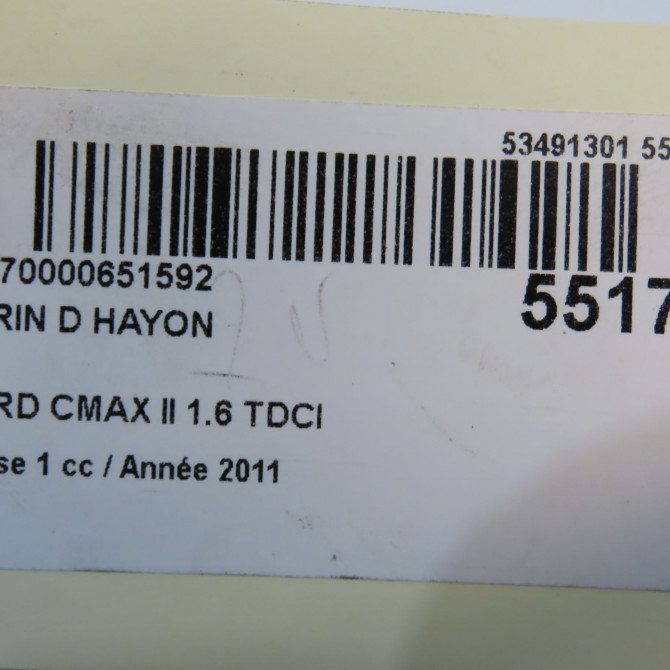 53491301 55
70000651592
5517
RIN D HAYON
RD CMAX II 1.6 TDCI
se 1 cc / Année 2011